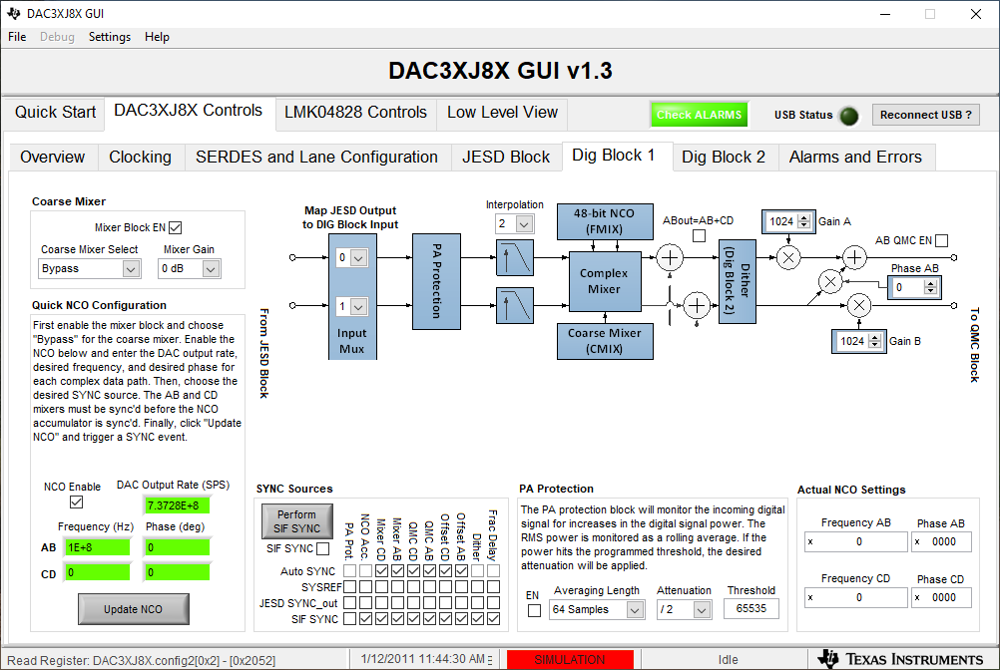 DAC3XJ8X GUI
File Debug Settings Help
DAC3XJ8X GUI v1.3
Quick Start DAC3XJ8X Controls LMK04828 Controls Low Level View Check ALARMS USB Status Reconnect USB ?
Overview Clocking SERDES and Lane Configuration JESD Block Dig Block 1 Dig Block 2 Alarms and Errors
Coarse Mixer
Mixer Block EN
Coarse Mixer Select Mixer Gain
Bypass 0 dB
Quick NCO Configuration
First enable the mixer block and choose
"Bypass" for the coarse mixer. Enable the
NCO below and enter the DAC output rate,
desired frequency, and desired phase for
each complex data path. Then, choose the
desired SYNC source. The AB and CD
mixers must be sync'd before the NCO
accumulator is sync'd. Finally, click "Update
NCO" and trigger a SYNC event.
NCO Enable DAC Output Rate (SPS)
7.3728E+8
Frequency (Hz) Phase (deg)
AB 1E+8 0
CD 0 0
Update NCO
Map JESD Output
to DIG Block Input
From JESD Block
0
1
Input
Mux
PA Protection
Interpolation
2
48-bit NCO
(FMIX)
Complex
Mixer
Coarse Mixer
(CMIX)
ABout=AB+CD
Dither
(Dig Block 2)
1024 Gain A
AB QMC EN
Phase AB
0
1024 Gain B
To QMC Block
SYNC Sources
Perform
SIF SYNC
SIF SYNC
PA Prot.
NCO Acc.
Mixer CD
Mixer AB
QMC CD
QMC AB
Offset CD
Offset AB
Dither
Frac Delay
Auto SYNC
SYSREF
JESD SYNC_out
SIF SYNC
PA Protection
The PA protection block will monitor the incoming digital
signal for increases in the digital signal power. The
RMS power is monitored as a rolling average. If the
power hits the programmed threshold, the desired
attenuation will be applied.
EN Averaging Length Attenuation Threshold
64 Samples / 2 65535
Actual NCO Settings
Frequency AB Phase AB
x 0 x 0000
Frequency CD Phase CD
x 0 x 0000
Read Register: DAC3XJ8X.config2[0x2] - [0x2052] 1/12/2011 11:44:30 AM SIMULATION Idle TEXAS INSTRUMENTS